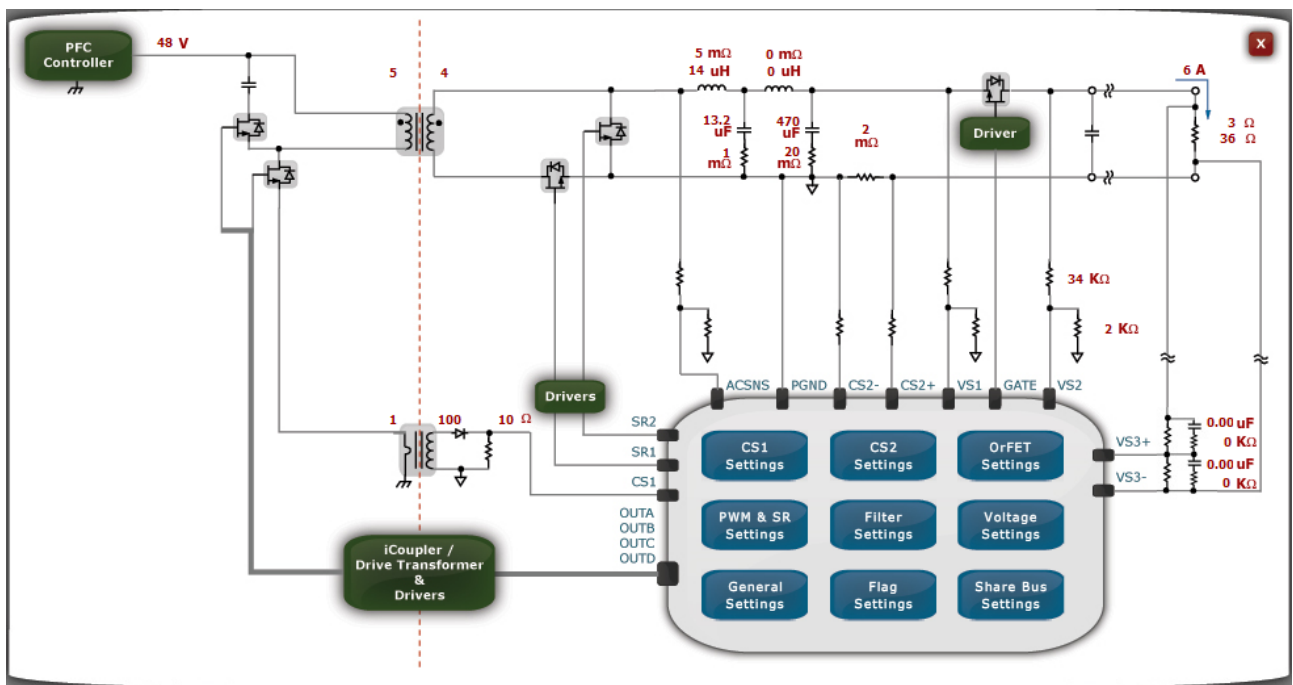 PFC
Controller
48 V
5
4
5 mΩ
14 uH
0 mΩ
0 uH
X
6 A
13.2
uF
1
mΩ
470
uF
20
mΩ
2
mΩ
Driver
3 Ω
36 Ω
34 KΩ
2 KΩ
Drivers
ACSNS
PGND
CS2-
CS2+
VS1
GATE
VS2
1
100
10 Ω
SR2
SR1
CS1
OUTA
OUTB
OUTC
OUTD
VS3+
VS3-
0.00 uF
0 KΩ
0.00 uF
0 KΩ
CS1
Settings
CS2
Settings
OrFET
Settings
PWM & SR
Settings
Filter
Settings
Voltage
Settings
General
Settings
Flag
Settings
Share Bus
Settings
iCoupler /
Drive Transformer
&
Drivers